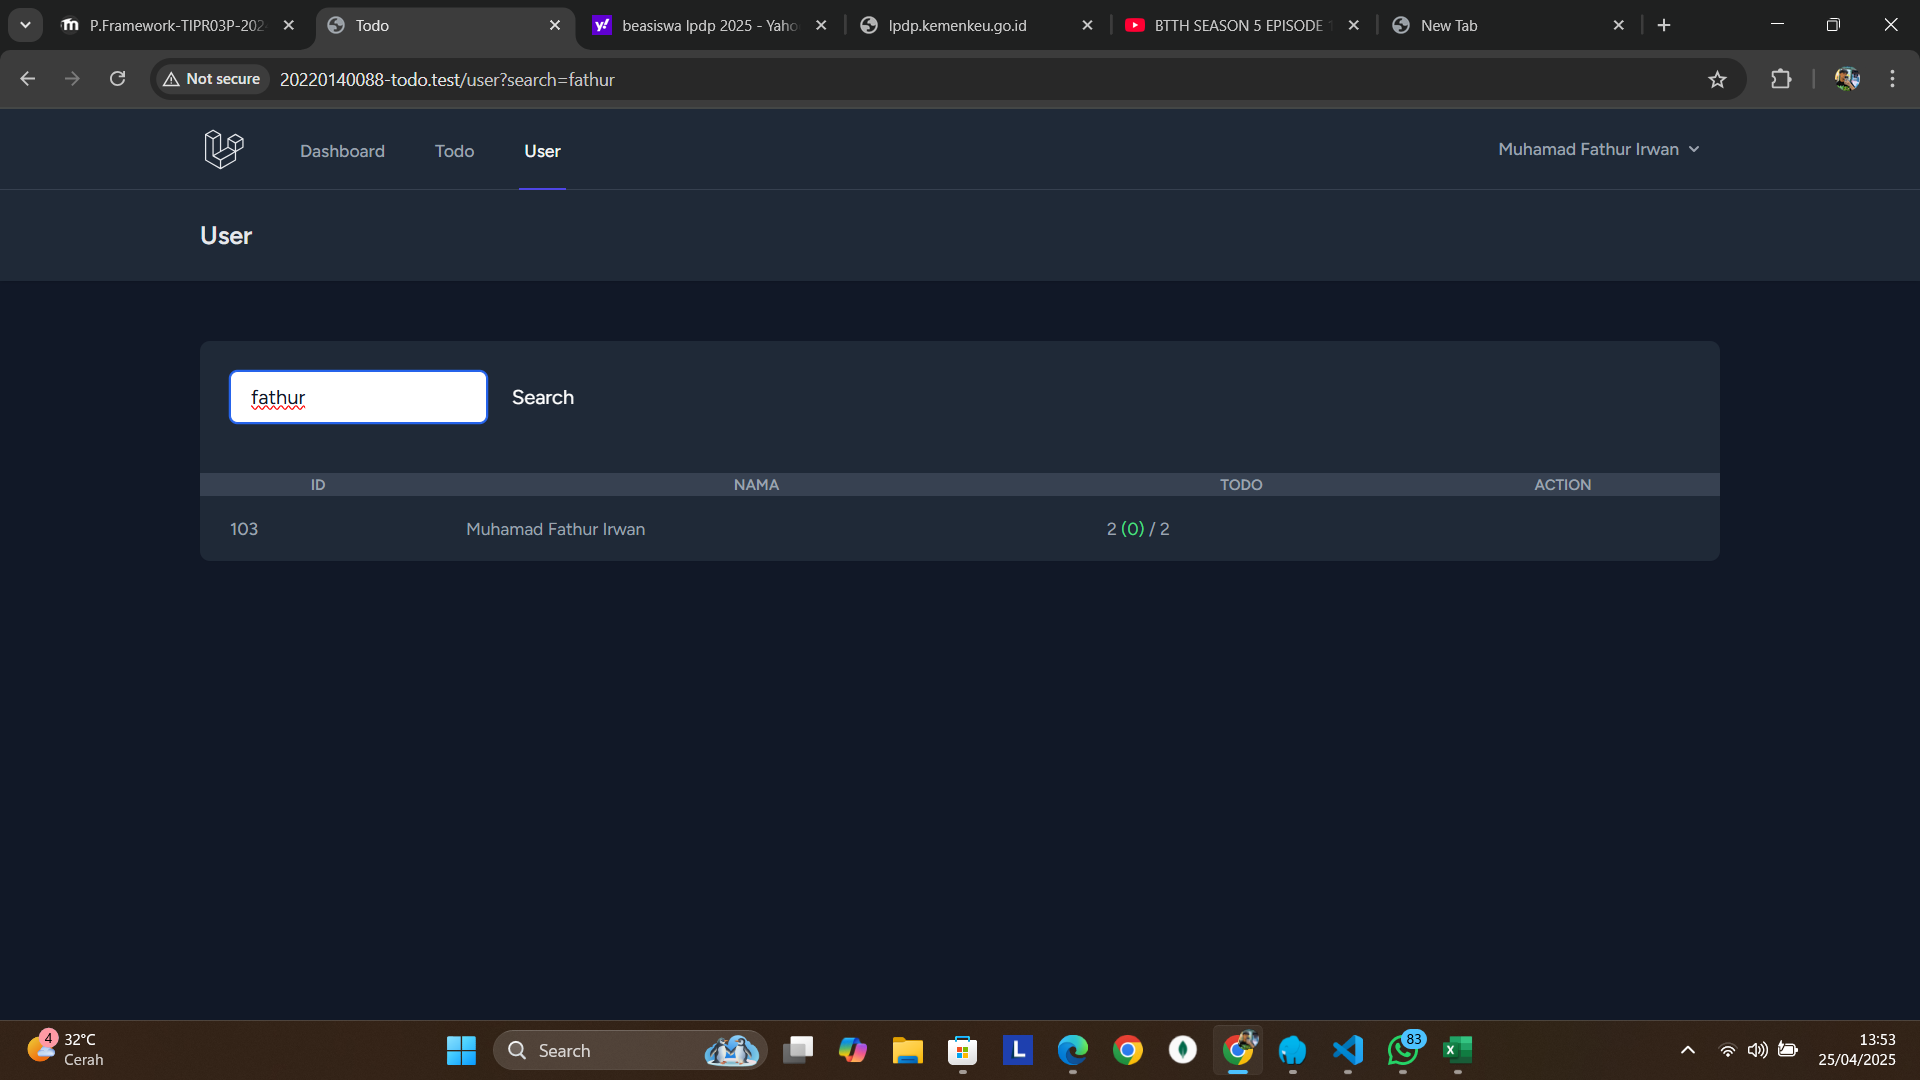 P.Framework-TIPR03P-202
Todo
beasiswa lpdp 2025 - Yaho
lpdp.kemenkeu.go.id
BTTH SEASON 5 EPISODE 1
New Tab
Not secure
20220140088-todo.test/user?search=fathur
Dashboard
Todo
User
Muhamad Fathur Irwan
User
fathur
Search
ID NAMA TODO ACTION
103 Muhamad Fathur Irwan 2 (0) / 2
4
32°C
Cerah
Search
L
83
13:53
25/04/2025